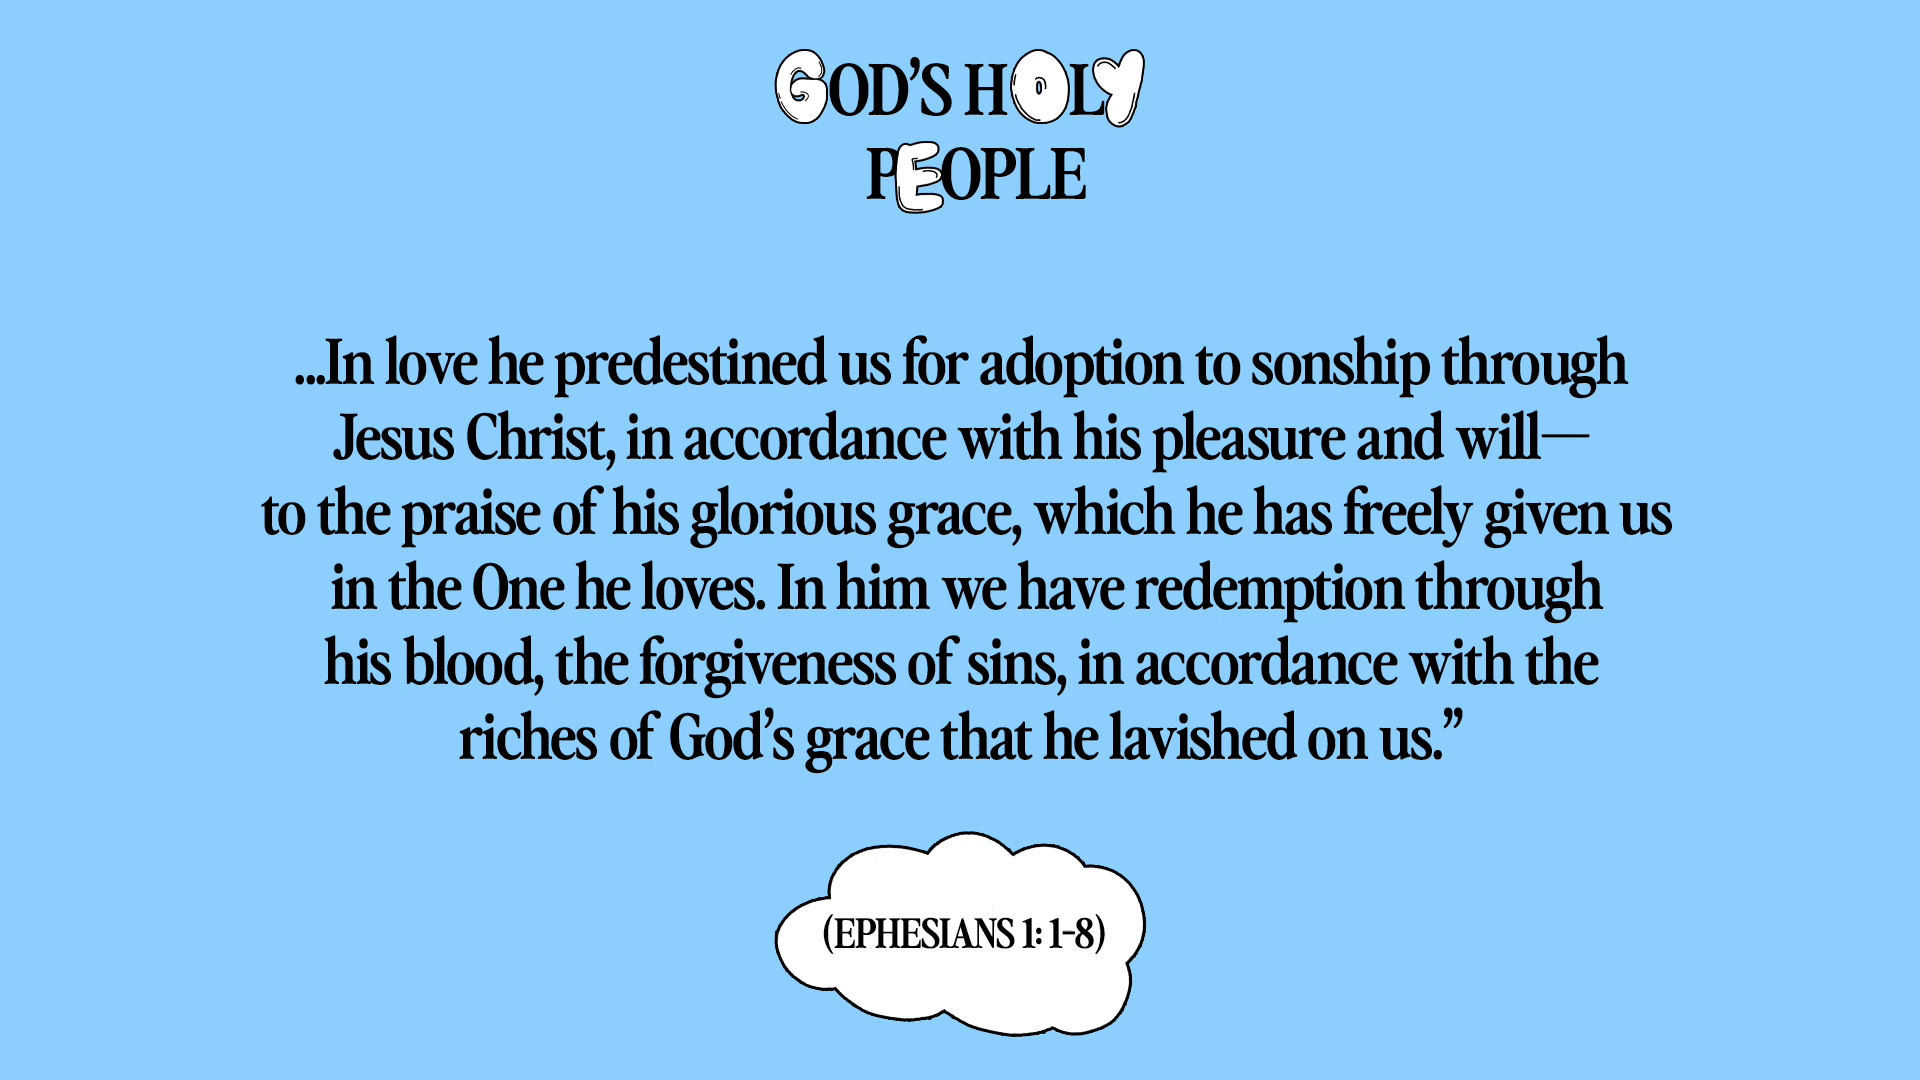 GOD’S HOLY
PEOPLE
...In love he predestined us for adoption to sonship through
Jesus Christ, in accordance with his pleasure and will—
to the praise of his glorious grace, which he has freely given us
in the One he loves. In him we have redemption through
his blood, the forgiveness of sins, in accordance with the
riches of God’s grace that he lavished on us.”
(EPHESIANS 1: 1-8)